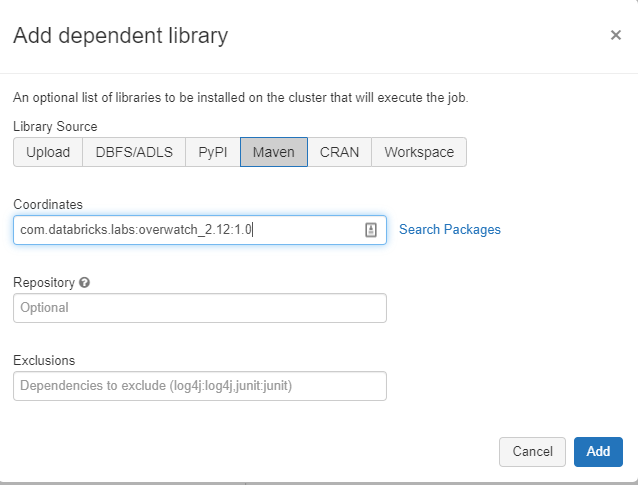 Add dependent library ×
An optional list of libraries to be installed on the cluster that will execute the job.
Library Source
Upload DBFS/ADLS PyPI Maven CRAN Workspace
Coordinates
com.databricks.labs:overwatch_2.12:1.0 Search Packages
Repository ?
Optional
Exclusions
Dependencies to exclude (log4j:log4j,junit:junit)
Cancel Add